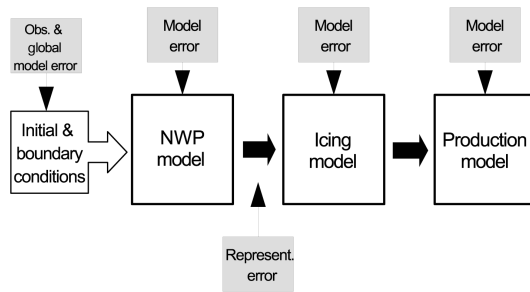 Obs. &
global
model error
Model
error
Model
error
Model
error
Initial &
boundary
conditions
NWP
model
Icing
model
Production
model
Represent.
error